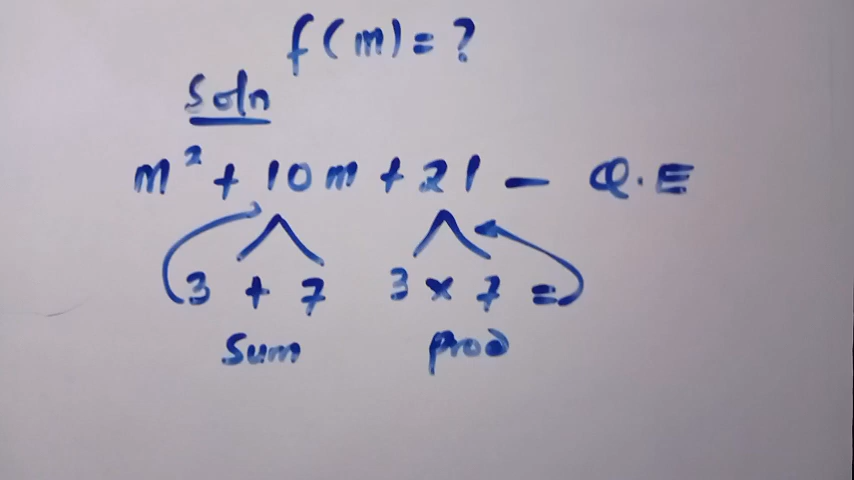 f(m) = ?
Soln
m² + 10m + 21 — Q.E
3 + 7 3 × 7 =
Sum prod